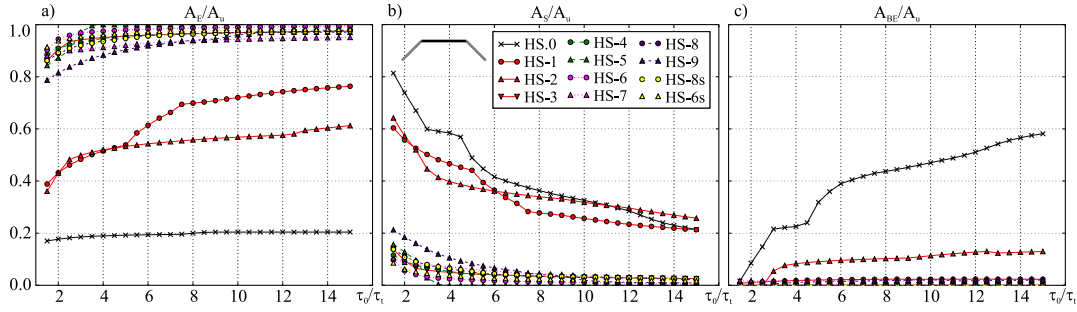 a) A_E/A_u b) A_S/A_u c) A_BE/A_u
1.0
0.8
0.6
0.4
0.2
0.0
HS.0 HS-4 HS-8
HS-1 HS-5 HS-9
HS-2 HS-6 HS-8s
HS-3 HS-7 HS-6s
2 4 6 8 10 12 14 τ_0/τ_t 2 4 6 8 10 12 14 τ_0/τ_t 2 4 6 8 10 12 14 τ_0/τ_t